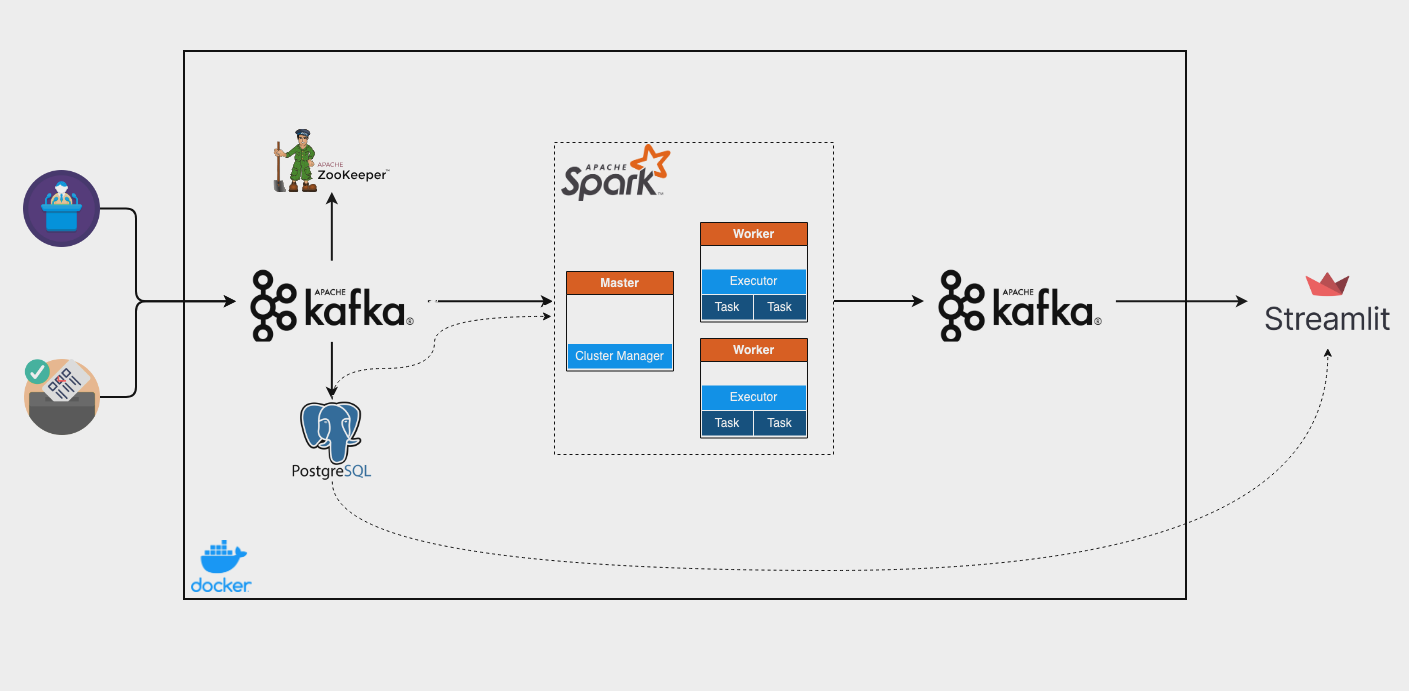 APACHE
ZooKeeper™
APACHE
kafka®
PostgreSQL
docker
APACHE
Spark™
Master
Cluster Manager
Worker
Executor
Task Task
Worker
Executor
Task Task
APACHE
kafka®
Streamlit